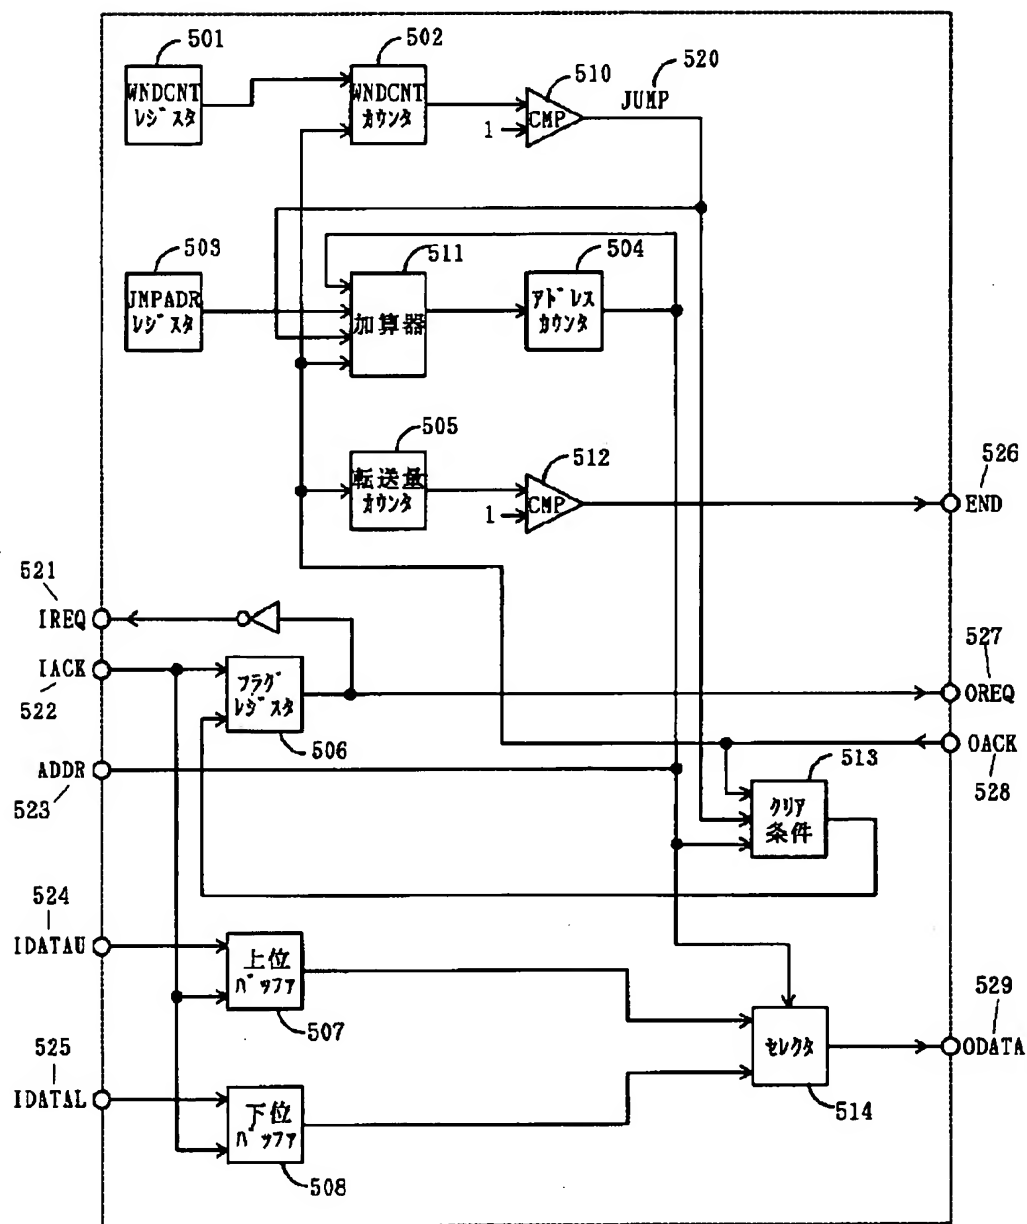 501
502
510
520
WNDCNT
レジスタ
WNDCNT
カウンタ
CMP
1
JUMP
503
511
504
JMPADR
レジスタ
加算器
アドレス
カウンタ
505
512
転送量
カウンタ
CMP
1
526
END
521
IREQ
IACK
522
フラグ
レジスタ
506
527
OREQ
OACK
528
ADDR
523
513
クリア
条件
524
IDATAU
上位
バッファ
507
529
セレクタ
ODATA
514
525
IDATAL
下位
バッファ
508